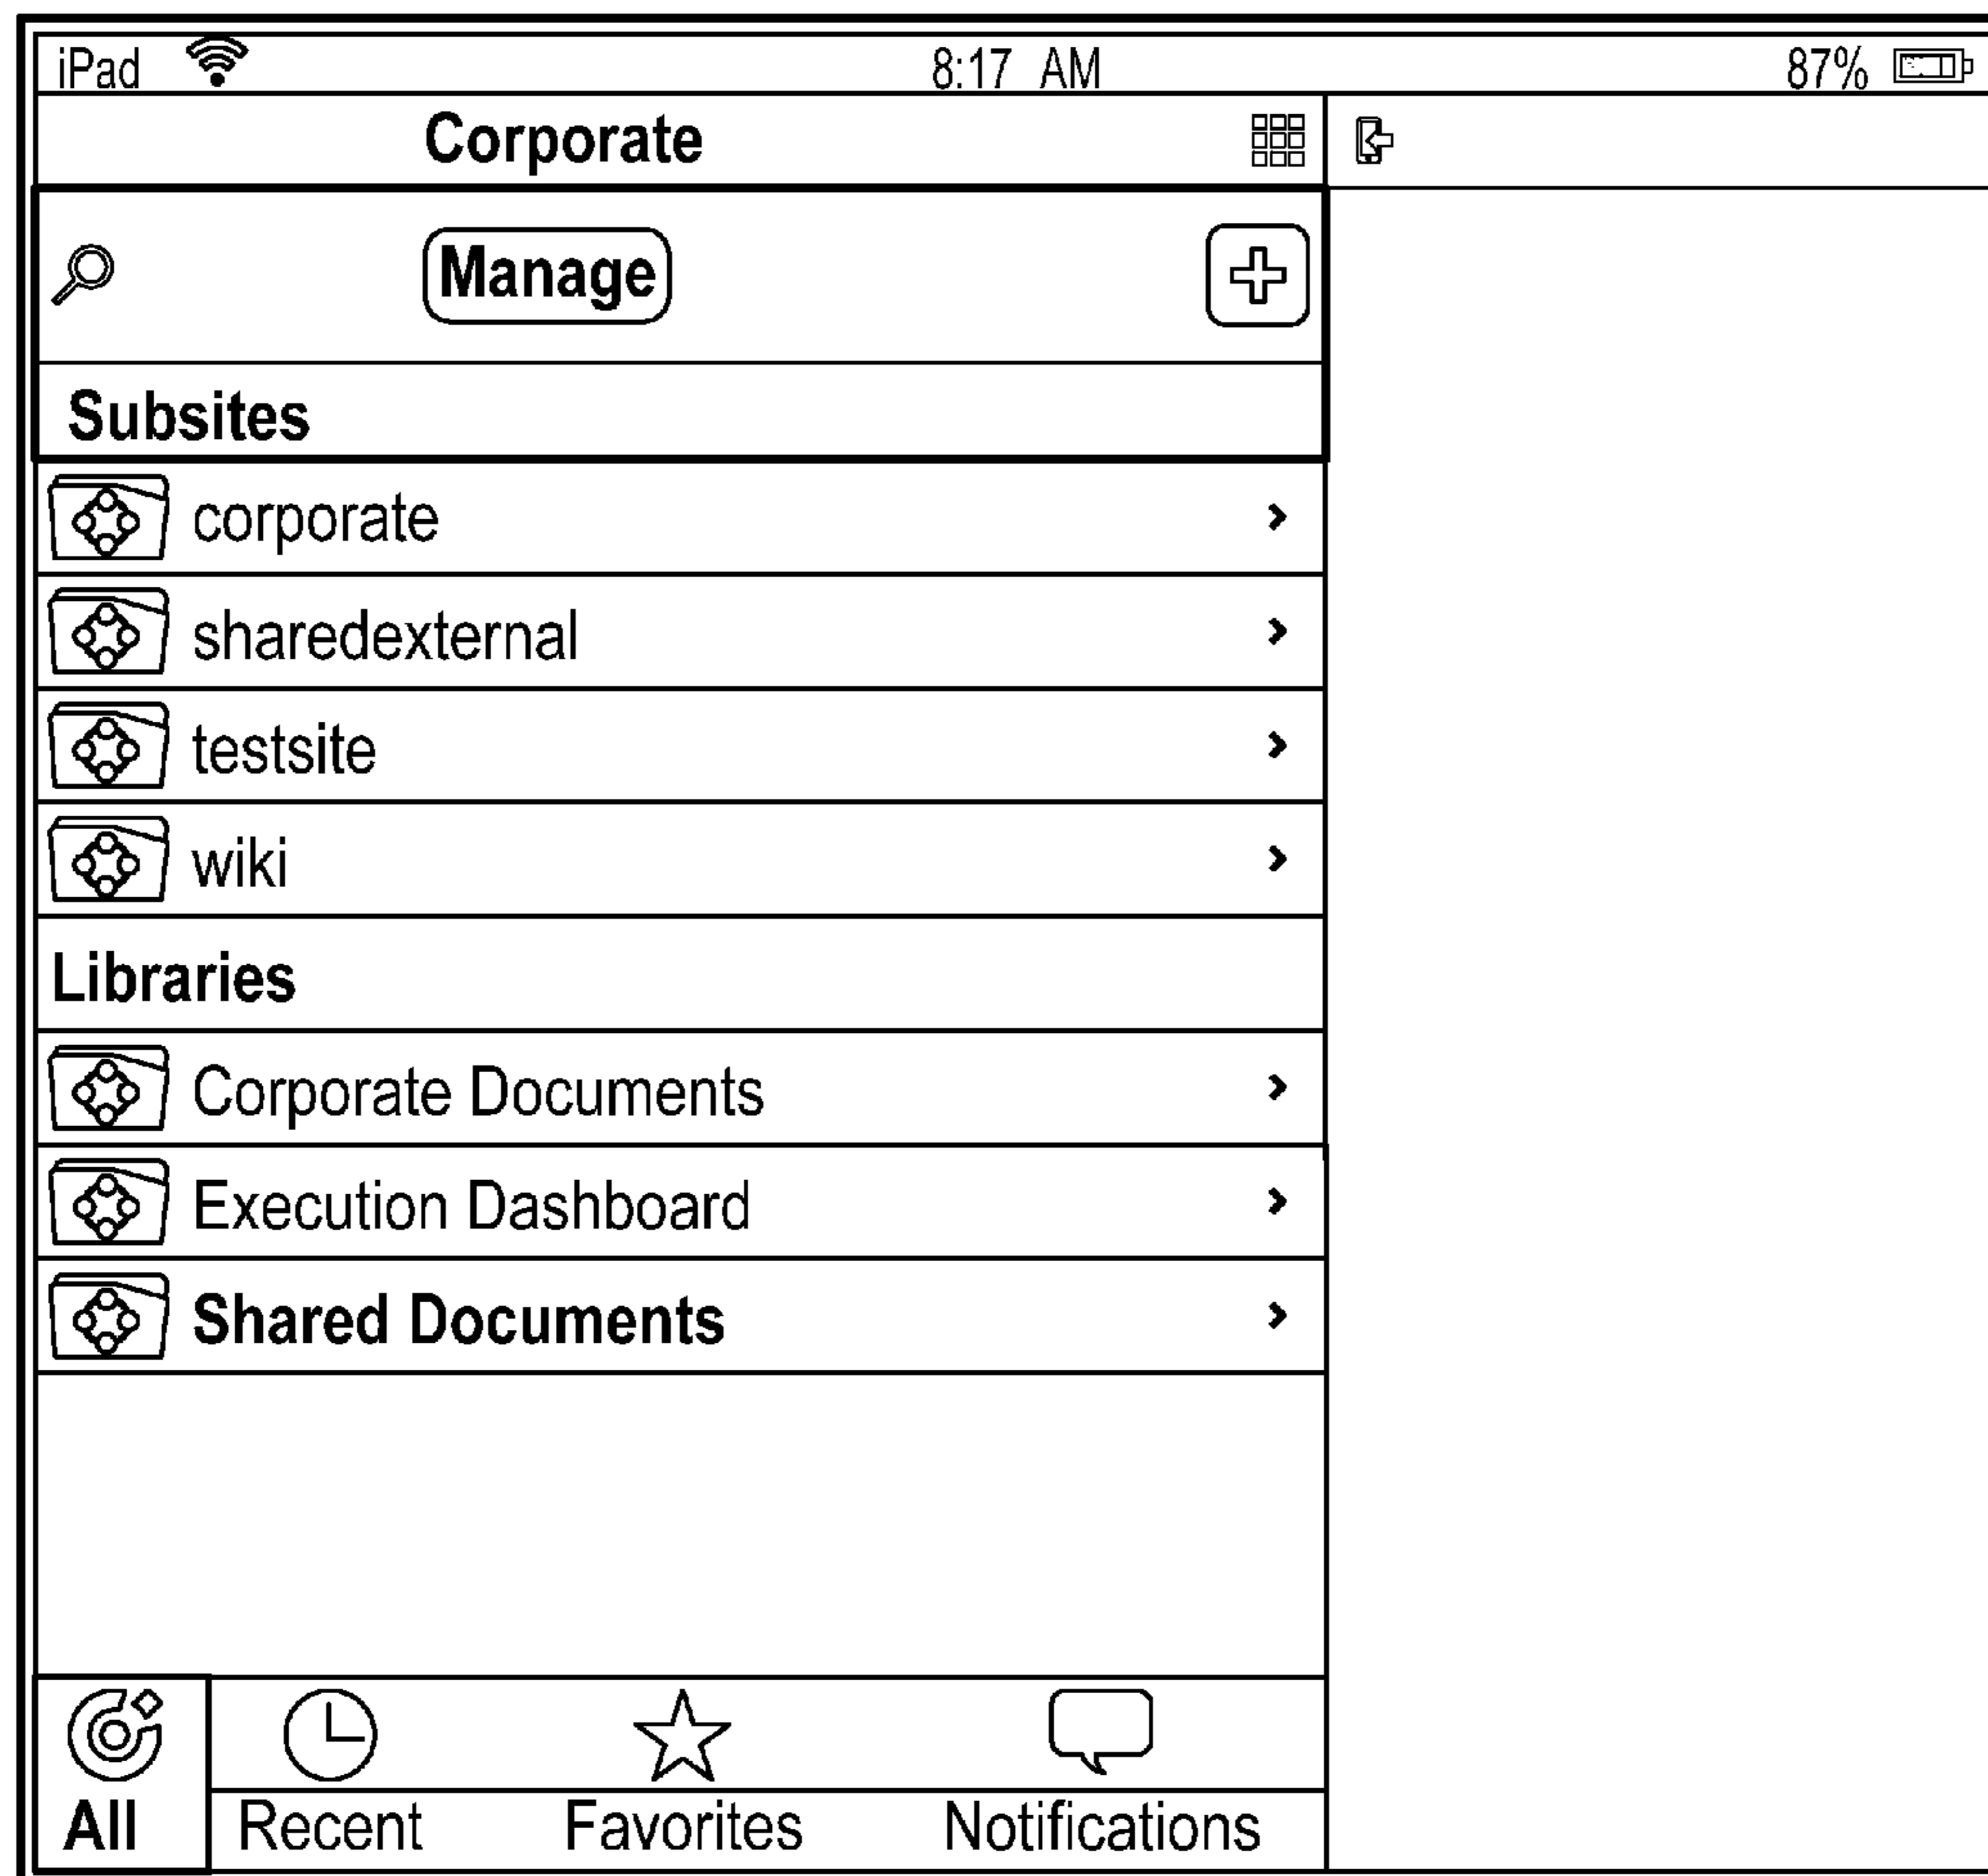 iPad 8:17 AM 87%
Corporate
Manage
Subsites
corporate
sharedexternal
testsite
wiki
Libraries
Corporate Documents
Execution Dashboard
Shared Documents
All Recent Favorites Notifications